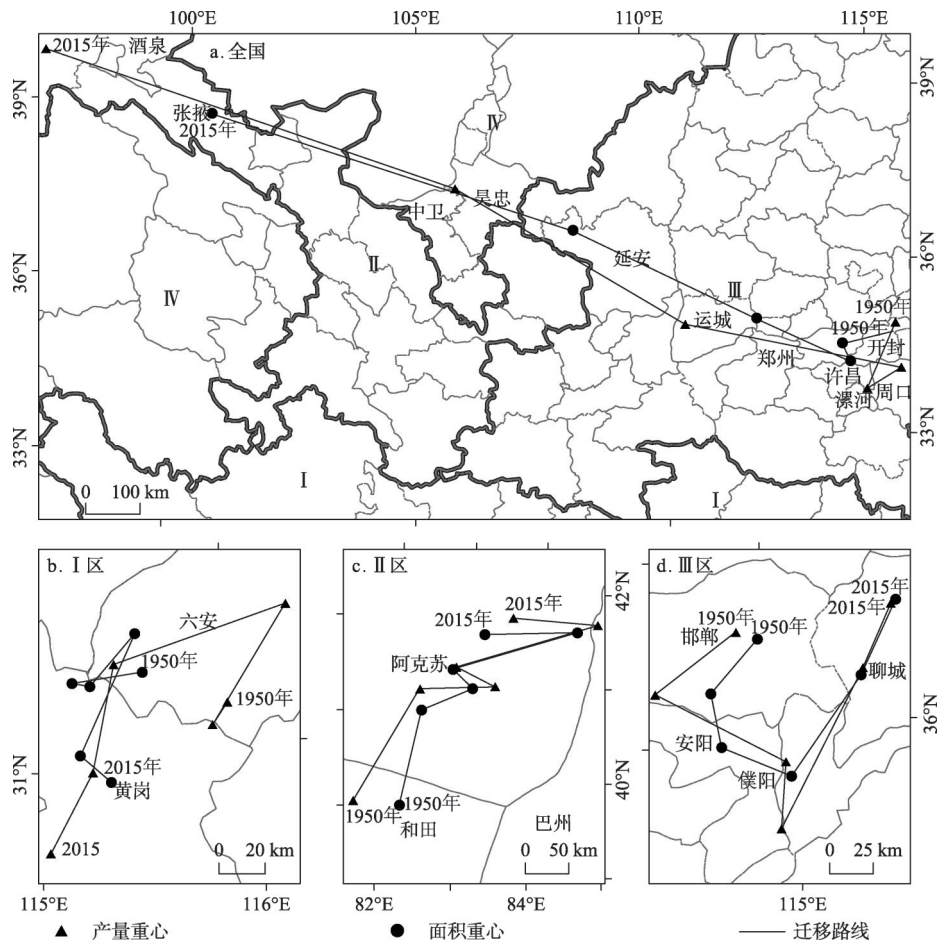 100°E 105°E 110°E 115°E
39°N
36°N
33°N
39°N
36°N
33°N
a. 全国
2015年
酒泉
张掖
2015年
Ⅳ
中卫
吴忠
延安
Ⅱ
Ⅳ
Ⅲ
运城
1950年
1950年
开封
郑州
许昌
漯河
周口
Ⅰ
Ⅰ
0 100 km
b. Ⅰ区
六安
1950年
1950年
2015年
黄岗
2015
31°N
0 20 km
115°E 116°E
c. Ⅱ区
2015年
2015年
阿克苏
1950年
1950年
和田
巴州
42°N
40°N
0 50 km
82°E 84°E
d. Ⅲ区
2015年
2015年
1950年
1950年
邯郸
聊城
安阳
濮阳
36°N
0 25 km
115°E
产量重心 面积重心 迁移路线